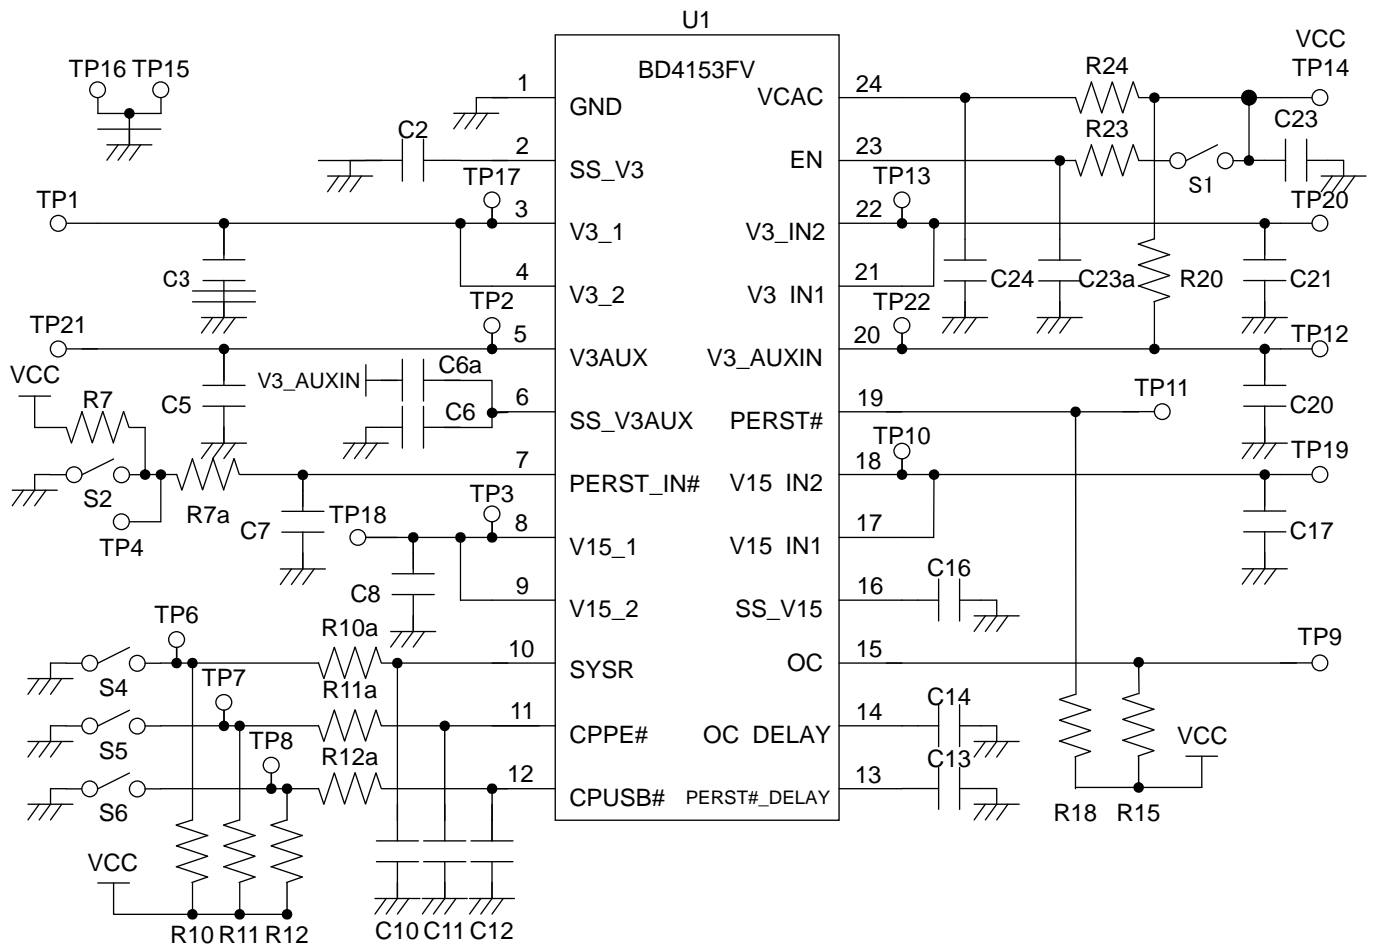 U1
BD4153FV
VCC
TP14
TP16 TP15
1 GND
VCAC 24
R24
C2
2 SS_V3
EN 23
R23
S1
C23
TP1
TP17
3 V3_1
V3_IN2 22
TP13
TP20
C3
4 V3_2
V3 IN1 21
C24
C23a
R20
C21
TP21
TP2
5 V3AUX
V3_AUXIN 20
TP22
TP12
VCC
R7
C5
V3_AUXIN
C6a
C6
6 SS_V3AUX
PERST# 19
TP11
C20
S2
TP4
R7a
C7
7 PERST_IN#
V15 IN2 18
TP10
TP19
TP18
TP3
8 V15_1
V15 IN1 17
C17
C8
9 V15_2
SS_V15 16
C16
TP6
S4
R10a
10 SYSR
OC 15
TP9
TP7
S5
R11a
11 CPPE#
OC DELAY 14
C14
TP8
S6
R12a
12 CPUSB#
PERST#_DELAY 13
C13
VCC
R18 R15
VCC
R10 R11 R12
C10 C11 C12